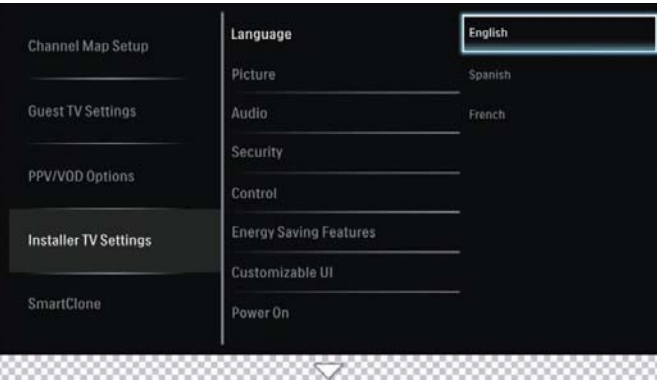 Channel Map Setup
Guest TV Settings
PPV/VOD Options
Installer TV Settings
SmartClone
Language
Picture
Audio
Security
Control
Energy Saving Features
Customizable UI
Power On
English
Spanish
French